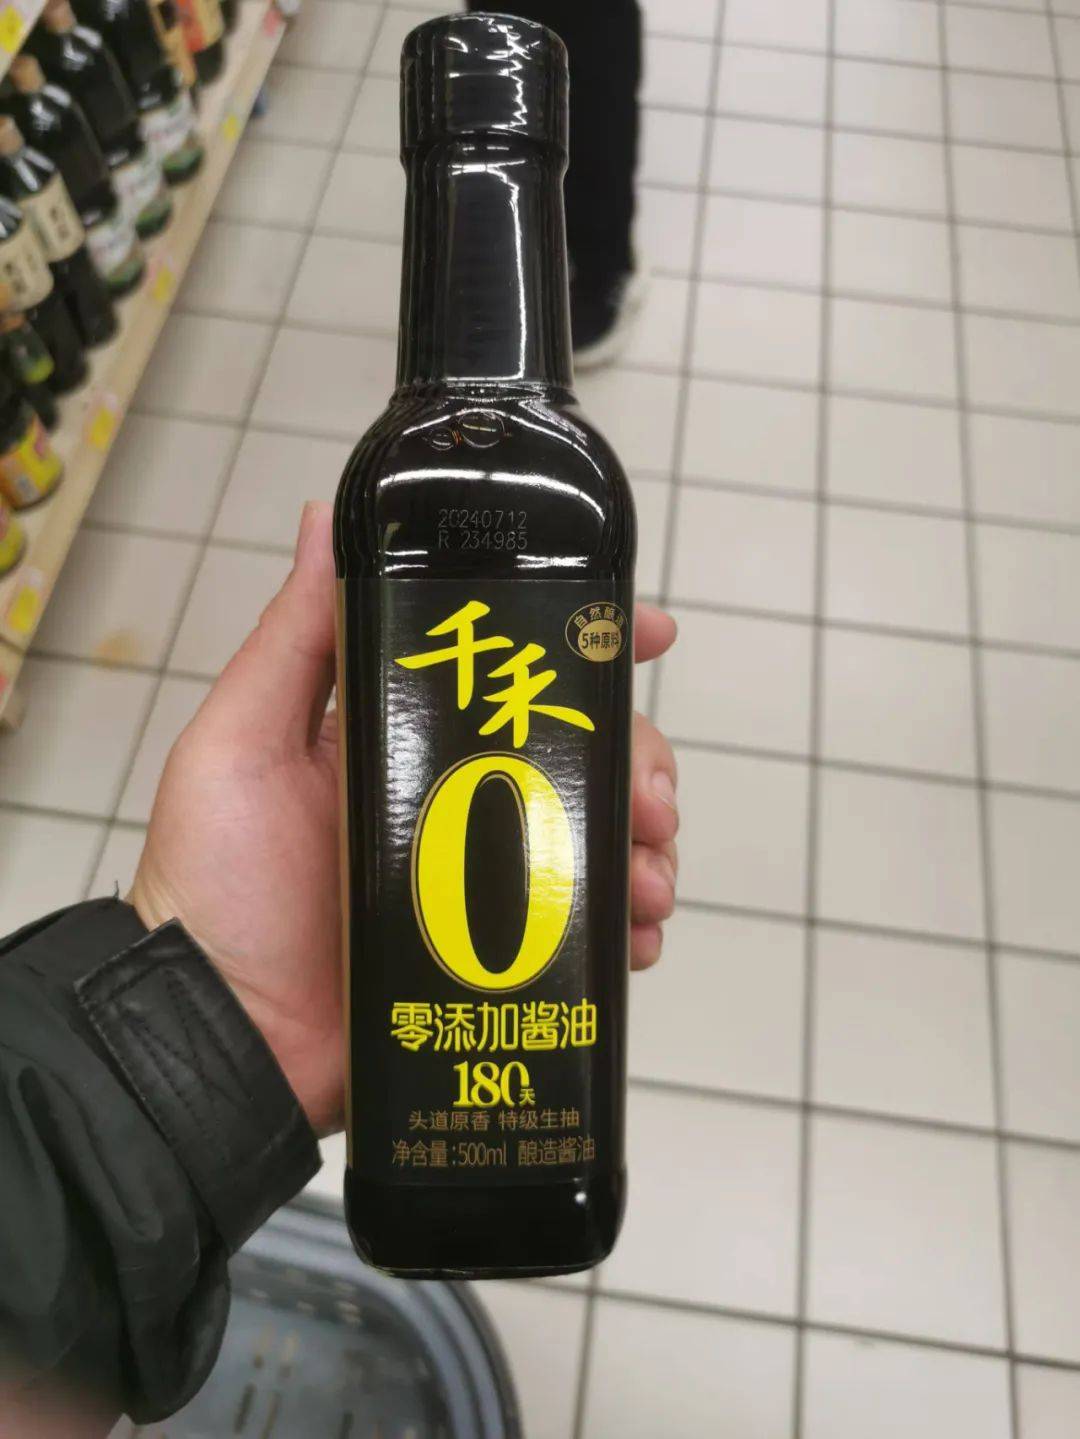 20240712
R 234985
自然酿造
5种原料
千禾
0
零添加酱油
180天
头道原香 特级生抽
净含量:500ml 酿造酱油